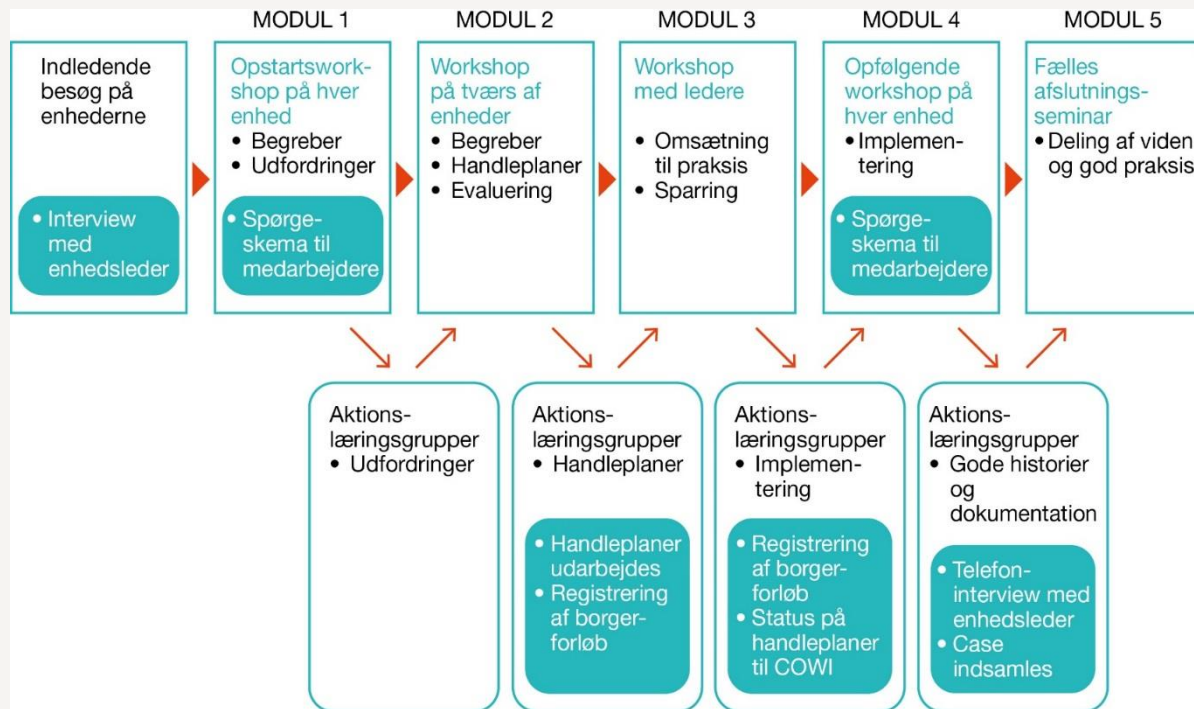 MODUL 1
MODUL 2
MODUL 3
MODUL 4
MODUL 5
Indledende
besøg på
enhederne
• Interview
med
enhedsleder
Opstartswork-
shop på hver
enhed
• Begreber
• Udfordringer
• Spørge-
skema til
medarbejdere
Workshop
på tværs af
enheder
• Begreber
• Handleplaner
• Evaluering
Workshop
med ledere
• Omsætning
til praksis
• Sparring
Opfølgende
workshop på
hver enhed
• Implemen-
tering
• Spørge-
skema til
medarbejdere
Fælles
afslutnings-
seminar
• Deling af viden
og god praksis
Aktions-
læringsgrupper
• Udfordringer
Aktions-
læringsgrupper
• Handleplaner
• Handleplaner
udarbejdes
• Registrering
af borger-
forløb
Aktions-
læringsgrupper
• Implemen-
tering
• Registrering
af borger-
forløb
• Status på
handleplaner
til COWI
Aktions-
læringsgrupper
• Gode historier
og
dokumentation
• Telefon-
interview med
enhedsleder
• Case
indsamles